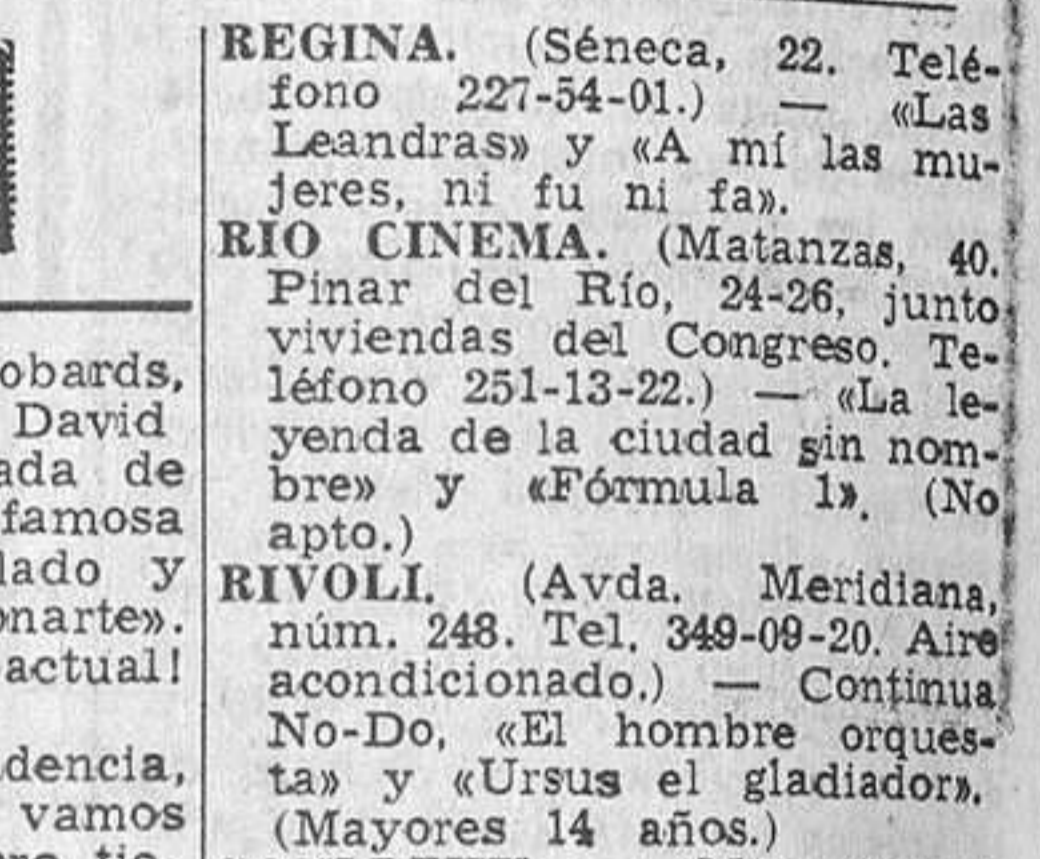 REGINA. (Séneca, 22. Telé-
fono 227-54-01.) — «Las
Leandras» y «A mí las mu-
jeres, ni fu ni fa».
RIO CINEMA. (Matanzas, 40.
Pinar del Río, 24-26, junto
viviendas del Congreso. Te-
léfono 251-13-22.) — «La le-
yenda de la ciudad sin nom-
bre» y «Fórmula 1». (No
apto.)
RIVOLI. (Avda. Meridiana,
núm. 248. Tel. 349-09-20. Aire
acondicionado.) — Continua
No-Do, «El hombre orques-
ta» y «Ursus el gladiador».
(Mayores 14 años.)
obards,
David
ada de
famosa
lado y
onarte».
actual!
dencia,
vamos